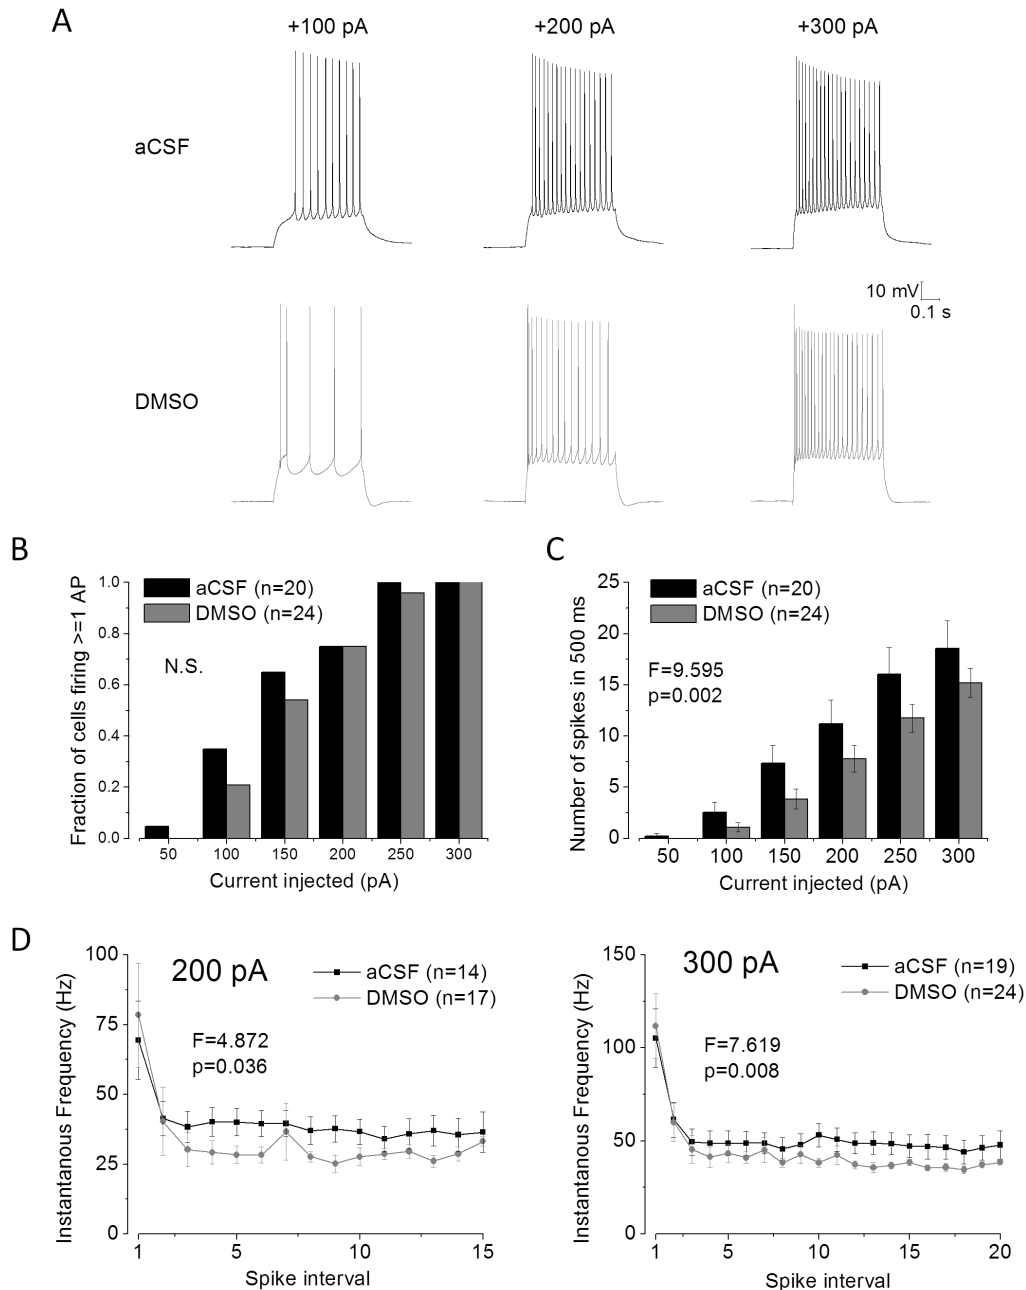 A
+100 pA +200 pA +300 pA
aCSF
10 mV
0.1 s
DMSO
B
Fraction of cells firing >=1 AP
1.0
0.8
0.6
0.4
0.2
0.0
aCSF (n=20)
DMSO (n=24)
N.S.
50 100 150 200 250 300
Current injected (pA)
C
Number of spikes in 500 ms
25
20
15
10
5
0
aCSF (n=20)
DMSO (n=24)
F=9.595
p=0.002
50 100 150 200 250 300
Current injected (pA)
D
Instantanous Frequency (Hz)
100
75
50
25
0
200 pA
aCSF (n=14)
DMSO (n=17)
F=4.872
p=0.036
1 5 10 15
Spike interval
Instantanous Frequency (Hz)
150
100
50
0
300 pA
aCSF (n=19)
DMSO (n=24)
F=7.619
p=0.008
1 5 10 15 20
Spike interval